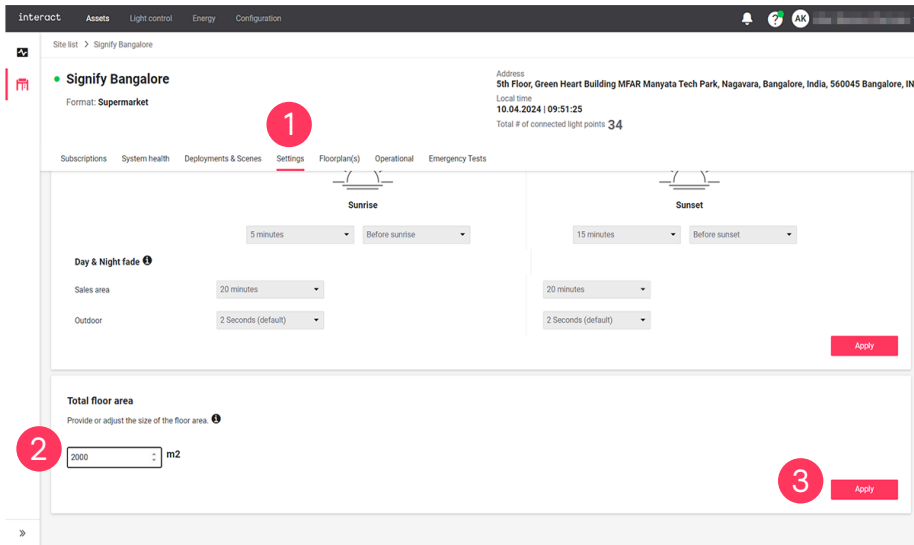 interact Assets Light control Energy Configuration ? AK
Site list > Signify Bangalore
Signify Bangalore
Format: Supermarket
Address
5th Floor, Green Heart Building MFAR Manyata Tech Park, Nagavara, Bangalore, India, 560045 Bangalore, IN
Local time
10.04.2024 | 09:51:25
Total # of connected light points 34
1
Subscriptions System health Deployments & Scenes Settings Floorplan(s) Operational Emergency Tests
Sunrise Sunset
5 minutes Before sunrise 15 minutes Before sunset
Day & Night fade
Sales area 20 minutes 20 minutes
Outdoor 2 Seconds (default) 2 Seconds (default)
Apply
Total floor area
Provide or adjust the size of the floor area.
2 2000 m2
3 Apply
»